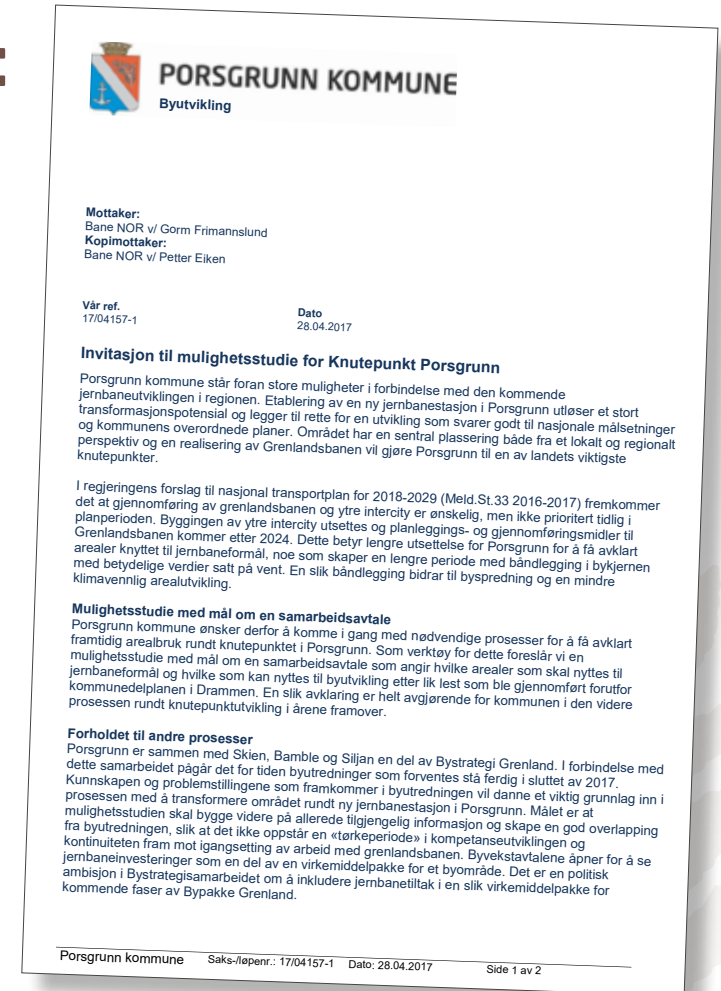 PORSGRUNN KOMMUNE
Byutvikling
Mottaker:
Bane NOR v/ Gorm Frimannslund
Kopimottaker:
Bane NOR v/ Petter Eiken
Vår ref.
17/04157-1
Dato
28.04.2017
Invitasjon til mulighetsstudie for Knutepunkt Porsgrunn
Porsgrunn kommune står foran store muligheter i forbindelse med den kommende
jernbaneutviklingen i regionen. Etablering av en ny jernbanestasjon i Porsgrunn utløser et stort
transformasjonspotensial og legger til rette for en utvikling som svarer godt til nasjonale målsetninger
og kommunens overordnede planer. Området har en sentral plassering både fra et lokalt og regionalt
perspektiv og en realisering av Grenlandsbanen vil gjøre Porsgrunn til en av landets viktigste
knutepunkter.
I regjeringens forslag til nasjonal transportplan for 2018-2029 (Meld.St.33 2016-2017) fremkommer
det at gjennomføring av grenlandsbanen og ytre intercity er ønskelig, men ikke prioritert tidlig i
planperioden. Byggingen av ytre intercity utsettes og planleggings- og gjennomføringsmidler til
Grenlandsbanen kommer etter 2024. Dette betyr lengre utsettelse for Porsgrunn for å få avklart
arealer knyttet til jernbaneformål, noe som skaper en lengre periode med båndlegging i bykjernen
med betydelige verdier satt på vent. En slik båndlegging bidrar til byspredning og en mindre
klimavennlig arealutvikling.
Mulighetsstudie med mål om en samarbeidsavtale
Porsgrunn kommune ønsker derfor å komme i gang med nødvendige prosesser for å få avklart
framtidig arealbruk rundt knutepunktet i Porsgrunn. Som verktøy for dette foreslår vi en
mulighetsstudie med mål om en samarbeidsavtale som angir hvilke arealer som skal nyttes til
jernbaneformål og hvilke som kan nyttes til byutvikling etter lik lest som ble gjennomført forutfor
kommunedelplanen i Drammen. En slik avklaring er helt avgjørende for kommunen i den videre
prosessen rundt knutepunktutvikling i årene framover.
Forholdet til andre prosesser
Porsgrunn er sammen med Skien, Bamble og Siljan en del av Bystrategi Grenland. I forbindelse med
dette samarbeidet pågår det for tiden byutredninger som forventes stå ferdig i sluttet av 2017.
Kunnskapen og problemstillingene som framkommer i byutredningen vil danne et viktig grunnlag inn i
prosessen med å transformere området rundt ny jernbanestasjon i Porsgrunn. Målet er at
mulighetsstudien skal bygge videre på allerede tilgjengelig informasjon og skape en god overlapping
fra byutredningen, slik at det ikke oppstår en «tørkeperiode» i kompetanseutviklingen og
kontinuiteten fram mot igangsetting av arbeid med grenlandsbanen. Byvekstavtalene åpner for å se
jernbaneinvesteringer som en del av en virkemiddelpakke for et byområde. Det er en politisk
ambisjon i Bystrategisamarbeidet om å inkludere jernbanetiltak i en slik virkemiddelpakke for
kommende faser av Bypakke Grenland.
Porsgrunn kommune Saks-/løpenr.: 17/04157-1 Dato: 28.04.2017 Side 1 av 2